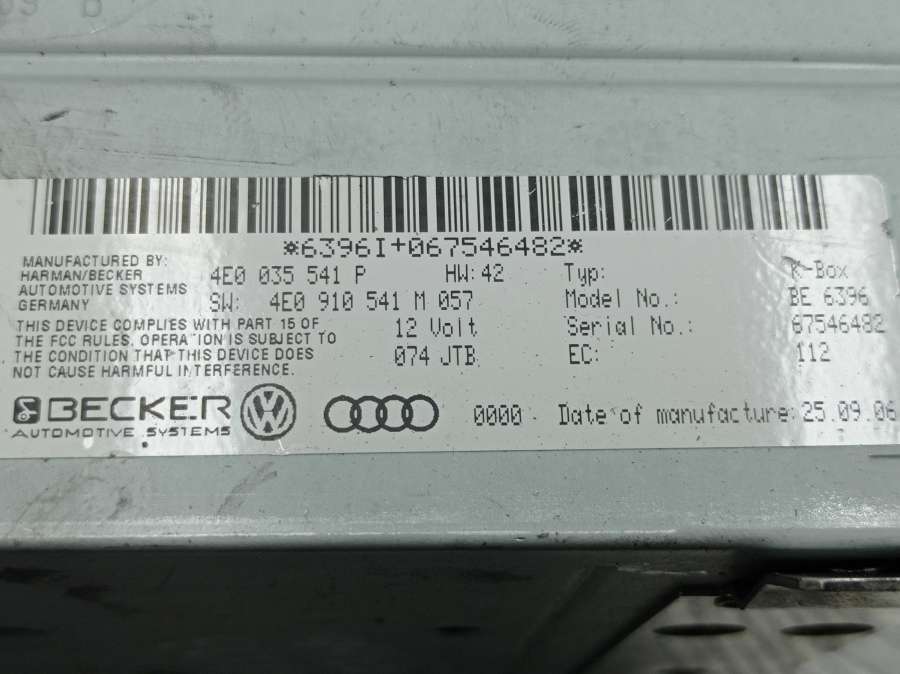 *6396I+067546482*
MANUFACTURED BY:
HARMAN/BECKER
AUTOMOTIVE SYSTEMS
GERMANY
4E0 035 541 P HW:42
SW: 4E0 910 541 M 057
THIS DEVICE COMPLIES WITH PART 15 OF
THE FCC RULES. OPERATION IS SUBJECT TO
THE CONDITION THAT THIS DEVICE DOES
NOT CAUSE HARMFUL INTERFERENCE.
12 Volt
074 JTB
Typ: K-Box
Model No.: BE 6396
Serial No.: 67546482
EC: 112
BECKER
AUTOMOTIVE SYSTEMS
0000 Date of manufacture: 25.09.06